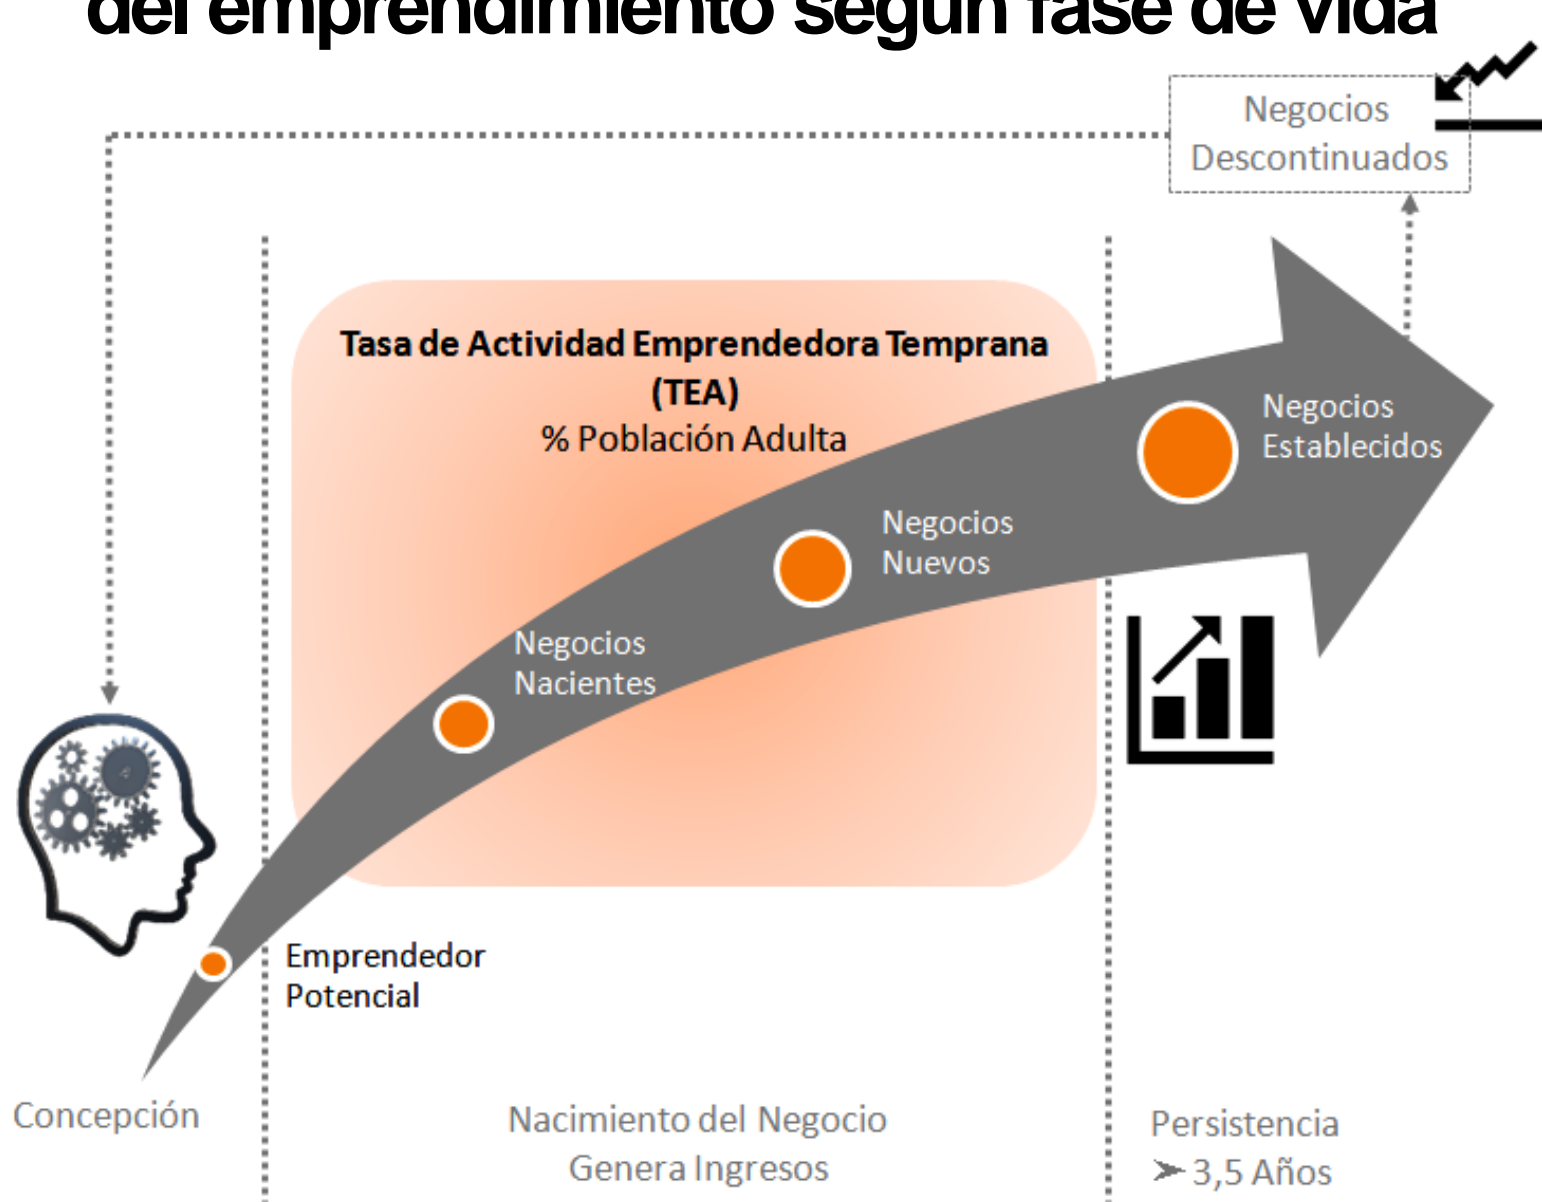 del emprendimiento según fase de vida
Negocios
Descontinuados
Tasa de Actividad Emprendedora Temprana
(TEA)
% Población Adulta
Negocios
Establecidos
Negocios
Nuevos
Negocios
Nacientes
Emprendedor
Potencial
Concepción
Nacimiento del Negocio
Genera Ingresos
Persistencia
➢ 3,5 Años